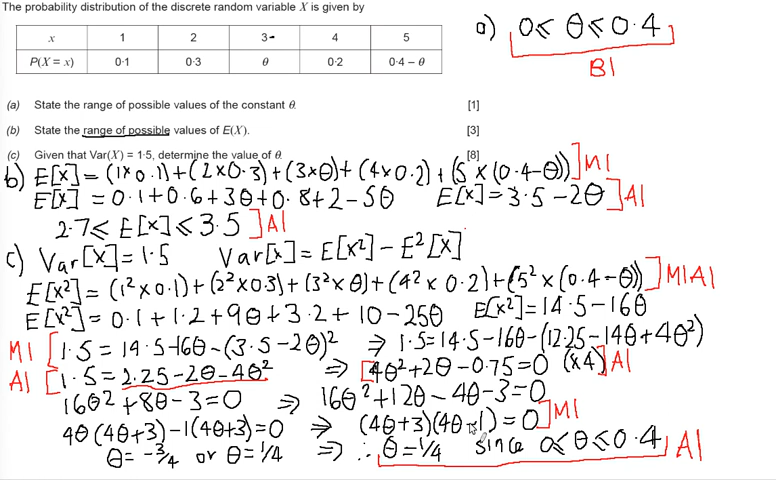 The probability distribution of the discrete random variable X is given by
x 1 2 3 4 5
P(X = x) 0·1 0·3 θ 0·2 0·4 – θ
a) 0 ≤ θ ≤ 0·4
B1
(a) State the range of possible values of the constant θ. [1]
(b) State the range of possible values of E(X). [3]
(c) Given that Var(X) = 1·5, determine the value of θ. [8]
b) E[X] = (1×0.1)+(2×0.3)+(3×θ)+(4×0.2)+(5×(0.4-θ)) ] M1
E[X] = 0.1+0.6+3θ+0.8+2-5θ E[X] = 3.5-2θ ] A1
2.7 ≤ E[X] ≤ 3.5 ] A1
c) Var[X] = 1.5 Var[X] = E[X²] - E²[X]
E[X²] = (1²×0.1)+(2²×0.3)+(3²×θ)+(4²×0.2)+(5²×(0.4-θ)) ] M1A1
E[X²] = 0.1+1.2+9θ+3.2+10-25θ E[X²] = 14.5-16θ
M1 [ 1.5 = 14.5-16θ-(3.5-2θ)² ⇒ 1.5 = 14.5-16θ-(12.25-14θ+4θ²)
A1 [ 1.5 = 2.25-2θ-4θ² ⇒ [ 4θ²+2θ-0.75=0 (×4) ] A1
16θ²+8θ-3=0 ⇒ 16θ²+12θ-4θ-3=0
4θ(4θ+3)-1(4θ+3)=0 ⇒ (4θ+3)(4θ-1)=0 ] M1
θ=-3/4 or θ=1/4 ⇒ ∴ θ=1/4 since 0≤θ≤0.4 A1